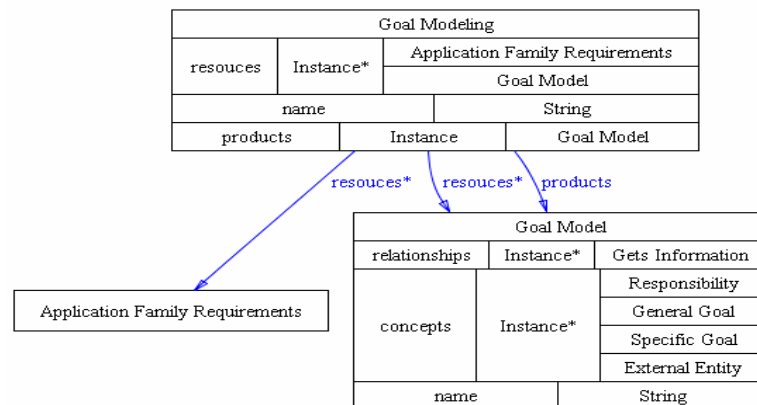 Goal Modeling
resouces Instance* Application Family Requirements
Goal Model
name String
products Instance Goal Model
resouces* resouces* products
Goal Model
relationships Instance* Gets Information
concepts Instance* Responsibility
General Goal
Specific Goal
External Entity
name String
Application Family Requirements